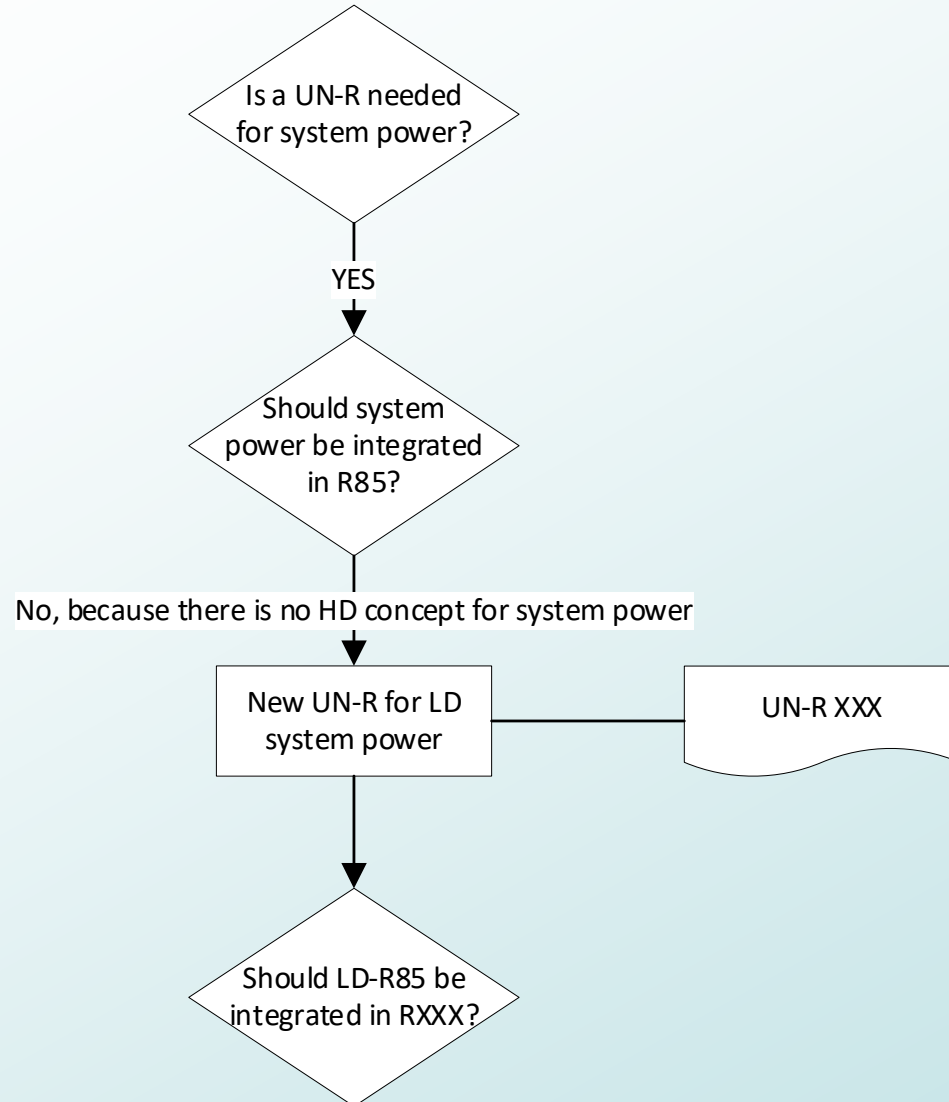 Is a UN-R needed
for system power?
YES
Should system
power be integrated
in R85?
No, because there is no HD concept for system power
New UN-R for LD
system power
UN-R XXX
Should LD-R85 be
integrated in RXXX?